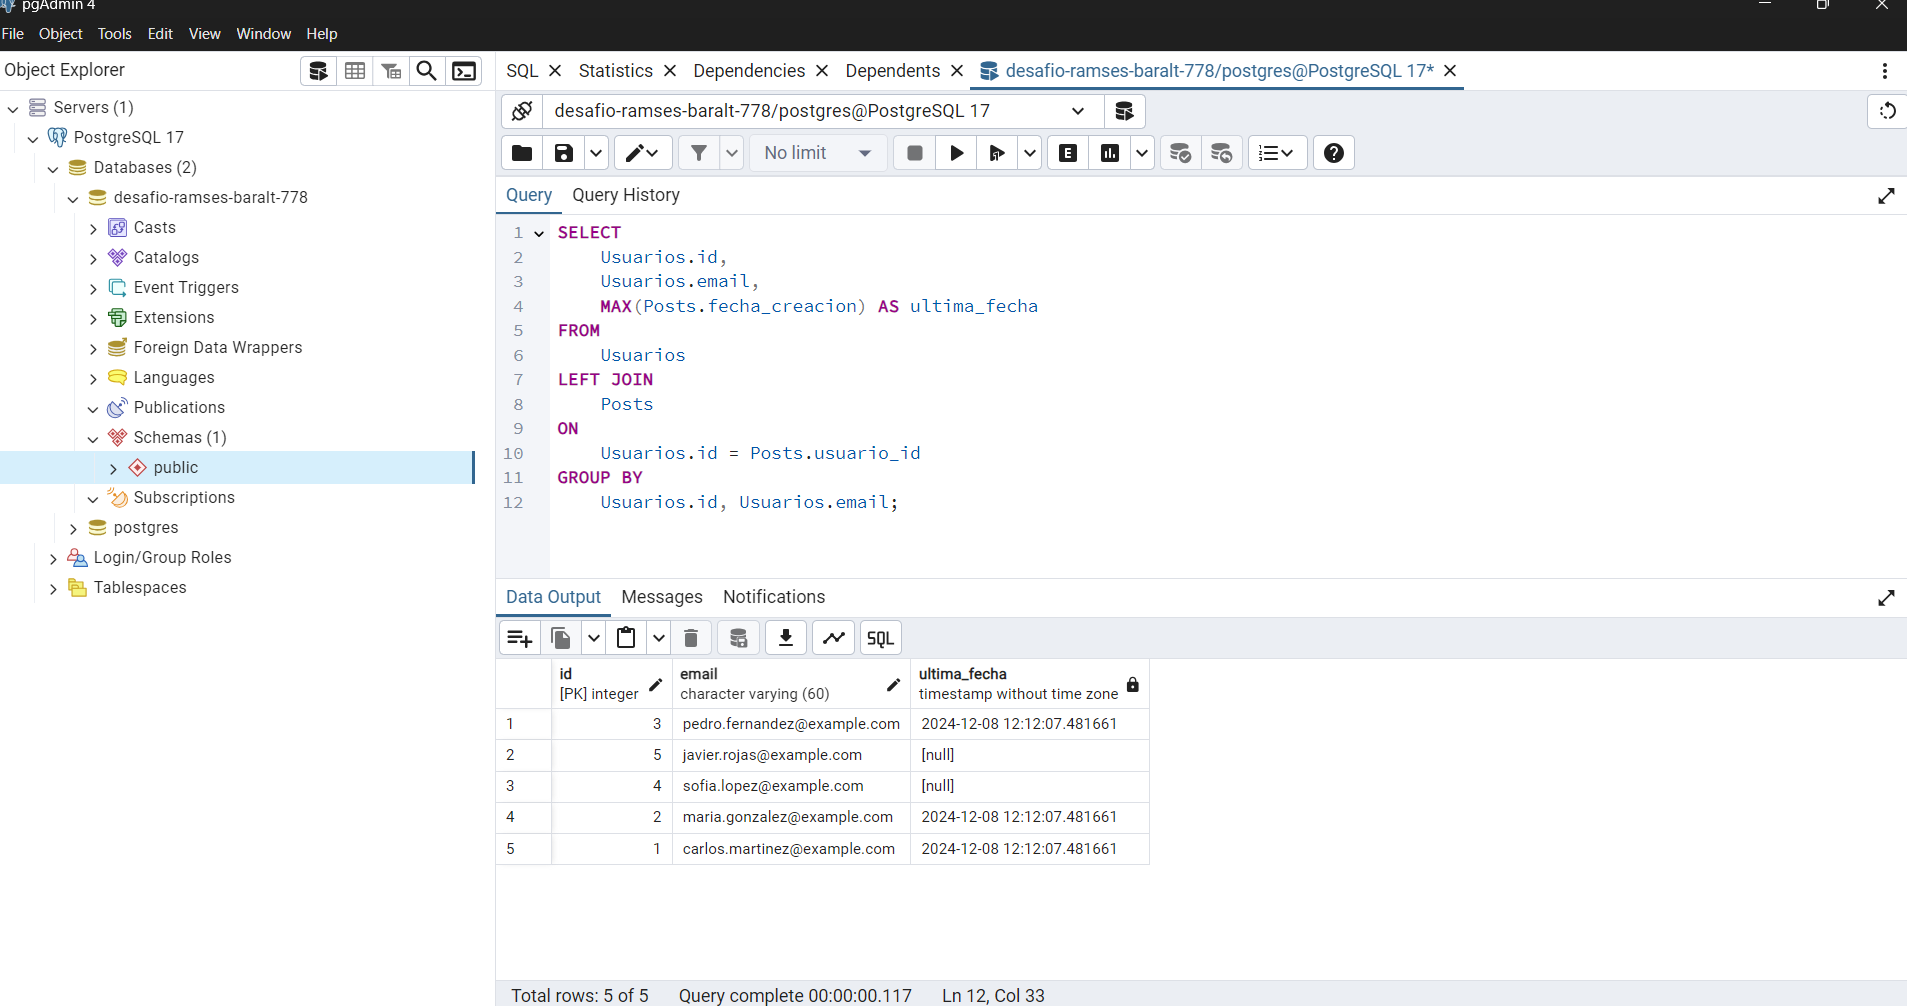 pgAdmin 4
File Object Tools Edit View Window Help
Object Explorer
SQL Statistics Dependencies Dependents desafio-ramses-baralt-778/postgres@PostgreSQL 17*
Servers (1)
PostgreSQL 17
Databases (2)
desafio-ramses-baralt-778
Casts
Catalogs
Event Triggers
Extensions
Foreign Data Wrappers
Languages
Publications
Schemas (1)
public
Subscriptions
postgres
Login/Group Roles
Tablespaces
desafio-ramses-baralt-778/postgres@PostgreSQL 17
No limit E
Query Query History
1 SELECT
2 Usuarios.id,
3 Usuarios.email,
4 MAX(Posts.fecha_creacion) AS ultima_fecha
5 FROM
6 Usuarios
7 LEFT JOIN
8 Posts
9 ON
10 Usuarios.id = Posts.usuario_id
11 GROUP BY
12 Usuarios.id, Usuarios.email;
Data Output Messages Notifications
SQL
id email ultima_fecha
[PK] integer character varying (60) timestamp without time zone
1 3 pedro.fernandez@example.com 2024-12-08 12:12:07.481661
2 5 javier.rojas@example.com [null]
3 4 sofia.lopez@example.com [null]
4 2 maria.gonzalez@example.com 2024-12-08 12:12:07.481661
5 1 carlos.martinez@example.com 2024-12-08 12:12:07.481661
Total rows: 5 of 5 Query complete 00:00:00.117 Ln 12, Col 33